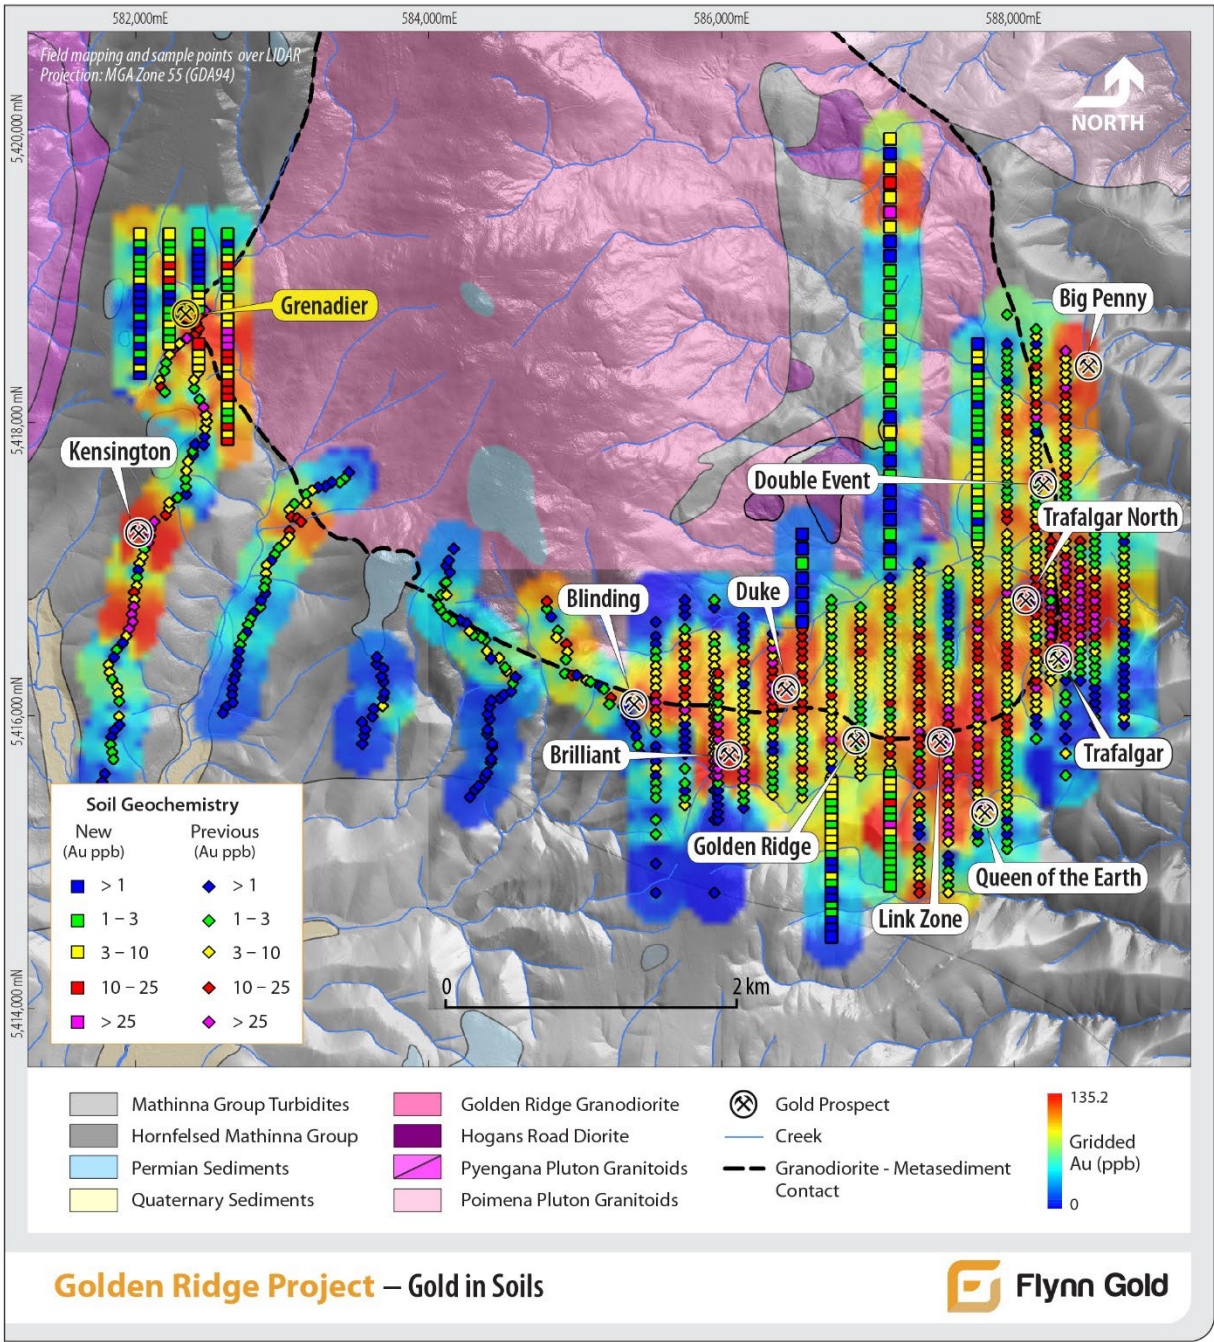 582,000mE
584,000mE
586,000mE
588,000mE
Field mapping and sample points over LIDAR
Projection: MGA Zone 55 (GDA94)
NORTH
5,420,000 mN
5,418,000 mN
5,416,000 mN
5,414,000 mN
Big Penny
Grenadier
Kensington
Double Event
Trafalgar North
Duke
Blinding
Brilliant
Trafalgar
Golden Ridge
Queen of the Earth
Link Zone
Soil Geochemistry
New Previous
(Au ppb) (Au ppb)
> 1 > 1
1 – 3 1 – 3
3 – 10 3 – 10
10 – 25 10 – 25
> 25 > 25
0 2 km
Mathinna Group Turbidites
Hornfelsed Mathinna Group
Permian Sediments
Quaternary Sediments
Golden Ridge Granodiorite
Hogans Road Diorite
Pyengana Pluton Granitoids
Poimena Pluton Granitoids
Gold Prospect
Creek
Granodiorite - Metasediment
Contact
135.2
Gridded
Au (ppb)
0
Golden Ridge Project – Gold in Soils
Flynn Gold